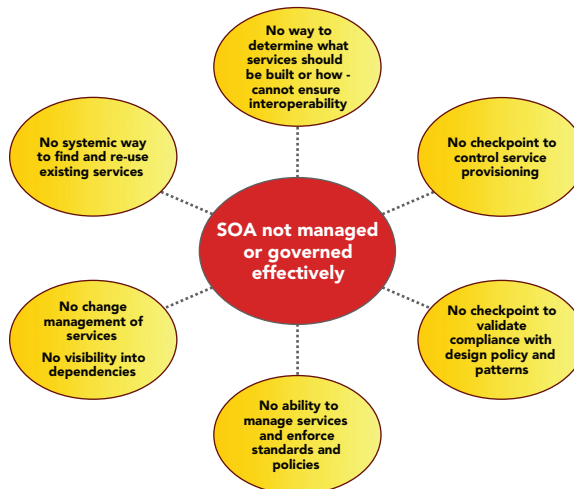 No way to
determine what
services should
be built or how -
cannot ensure
interoperability
No systemic way
to find and re-use
existing services
No checkpoint to
control service
provisioning
SOA not managed
or governed
effectively
No change
management of
services
No visibility into
dependencies
No checkpoint to
validate
compliance with
design policy and
patterns
No ability to
manage services
and enforce
standards and
policies